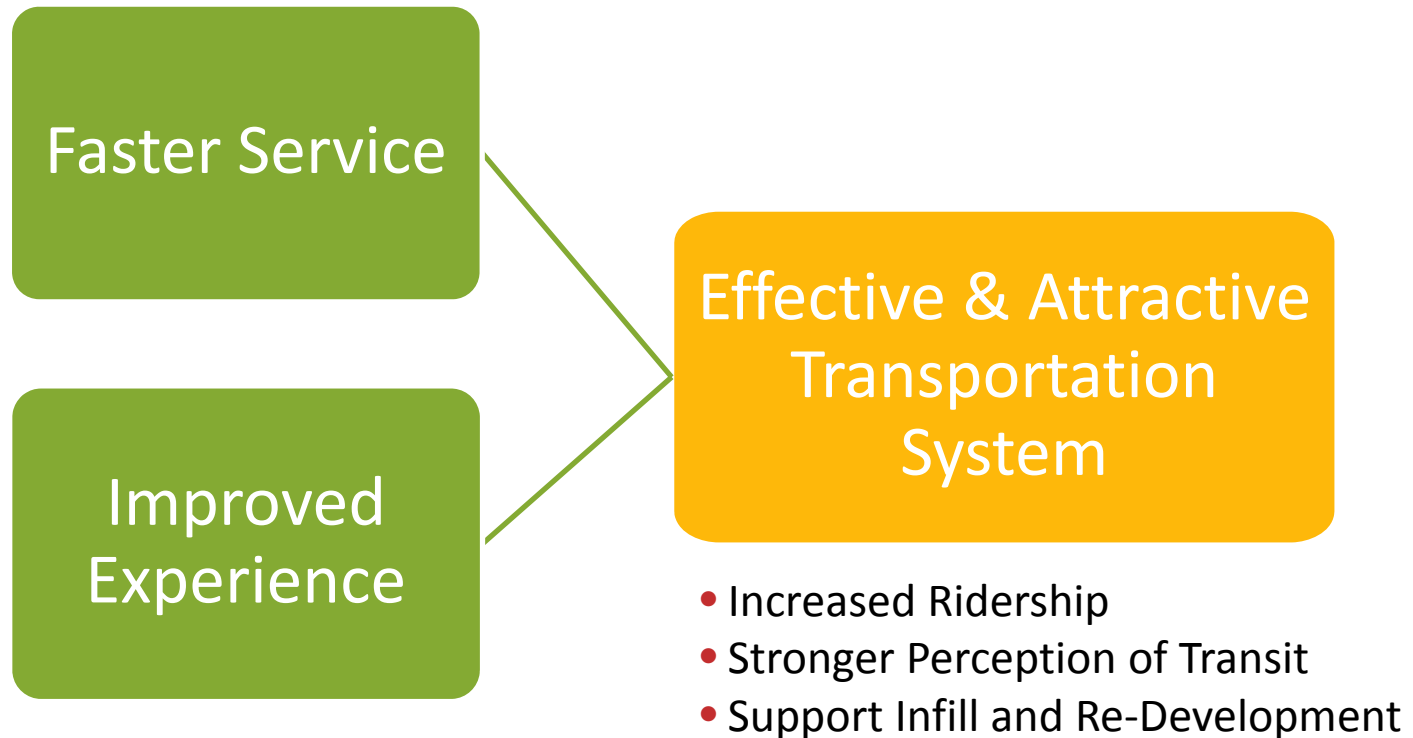 Faster Service
Improved
Experience
Effective & Attractive
Transportation
System
• Increased Ridership
• Stronger Perception of Transit
• Support Infill and Re-Development